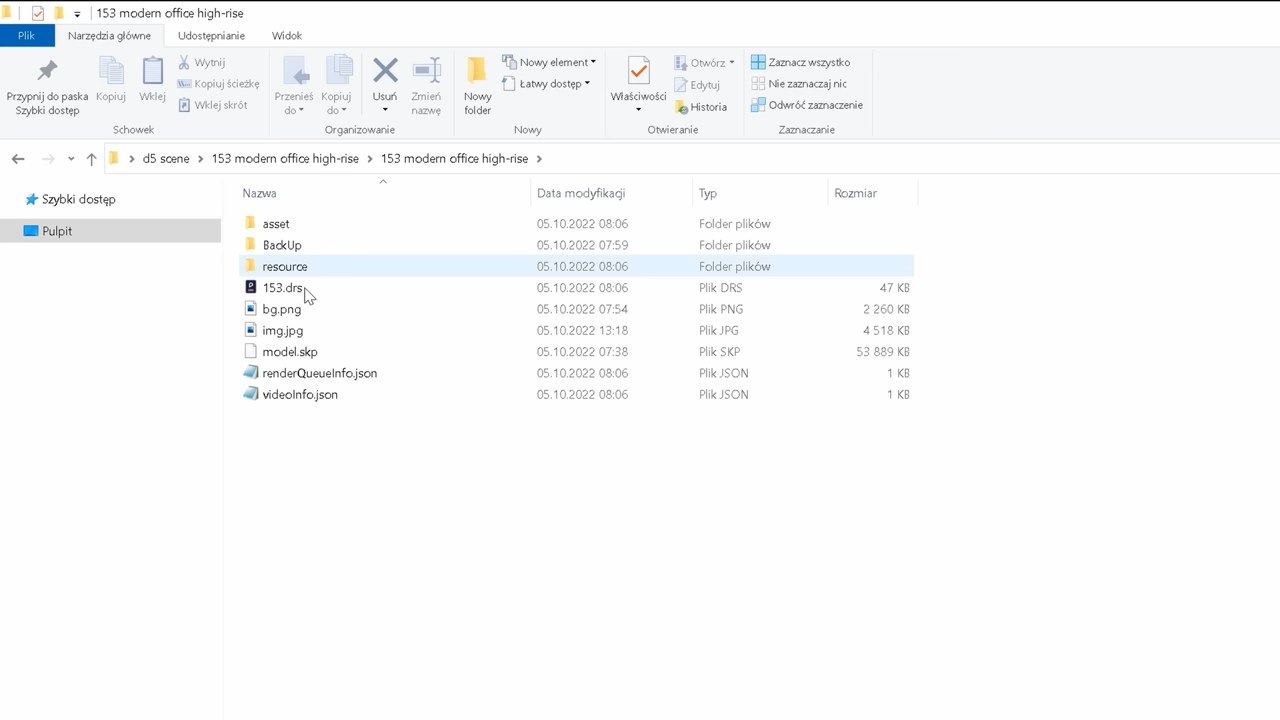 153 modern office high-rise
Plik Narzędzia główne Udostępnianie Widok
Przypnij do paska Szybki dostęp
Kopiuj
Wklej
Wytnij
Kopiuj ścieżkę
Wklej skrót
Schowek
Przenieś do
Kopiuj do
Usuń
Zmień nazwę
Organizowanie
Nowy folder
Nowy element
Łatwy dostęp
Nowy
Właściwości
Otwórz
Edytuj
Historia
Otwieranie
Zaznacz wszystko
Nie zaznaczaj nic
Odwróć zaznaczenie
Zaznaczanie
d5 scene 153 modern office high-rise 153 modern office high-rise
Szybki dostęp
Pulpit
Nazwa Data modyfikacji Typ Rozmiar
asset 05.10.2022 08:06 Folder plików
BackUp 05.10.2022 07:59 Folder plików
resource 05.10.2022 08:06 Folder plików
153.drs 05.10.2022 08:06 Plik DRS 47 KB
bg.png 05.10.2022 07:54 Plik PNG 2 260 KB
img.jpg 05.10.2022 13:18 Plik JPG 4 518 KB
model.skp 05.10.2022 07:38 Plik SKP 53 889 KB
renderQueueInfo.json 05.10.2022 08:06 Plik JSON 1 KB
videoInfo.json 05.10.2022 08:06 Plik JSON 1 KB